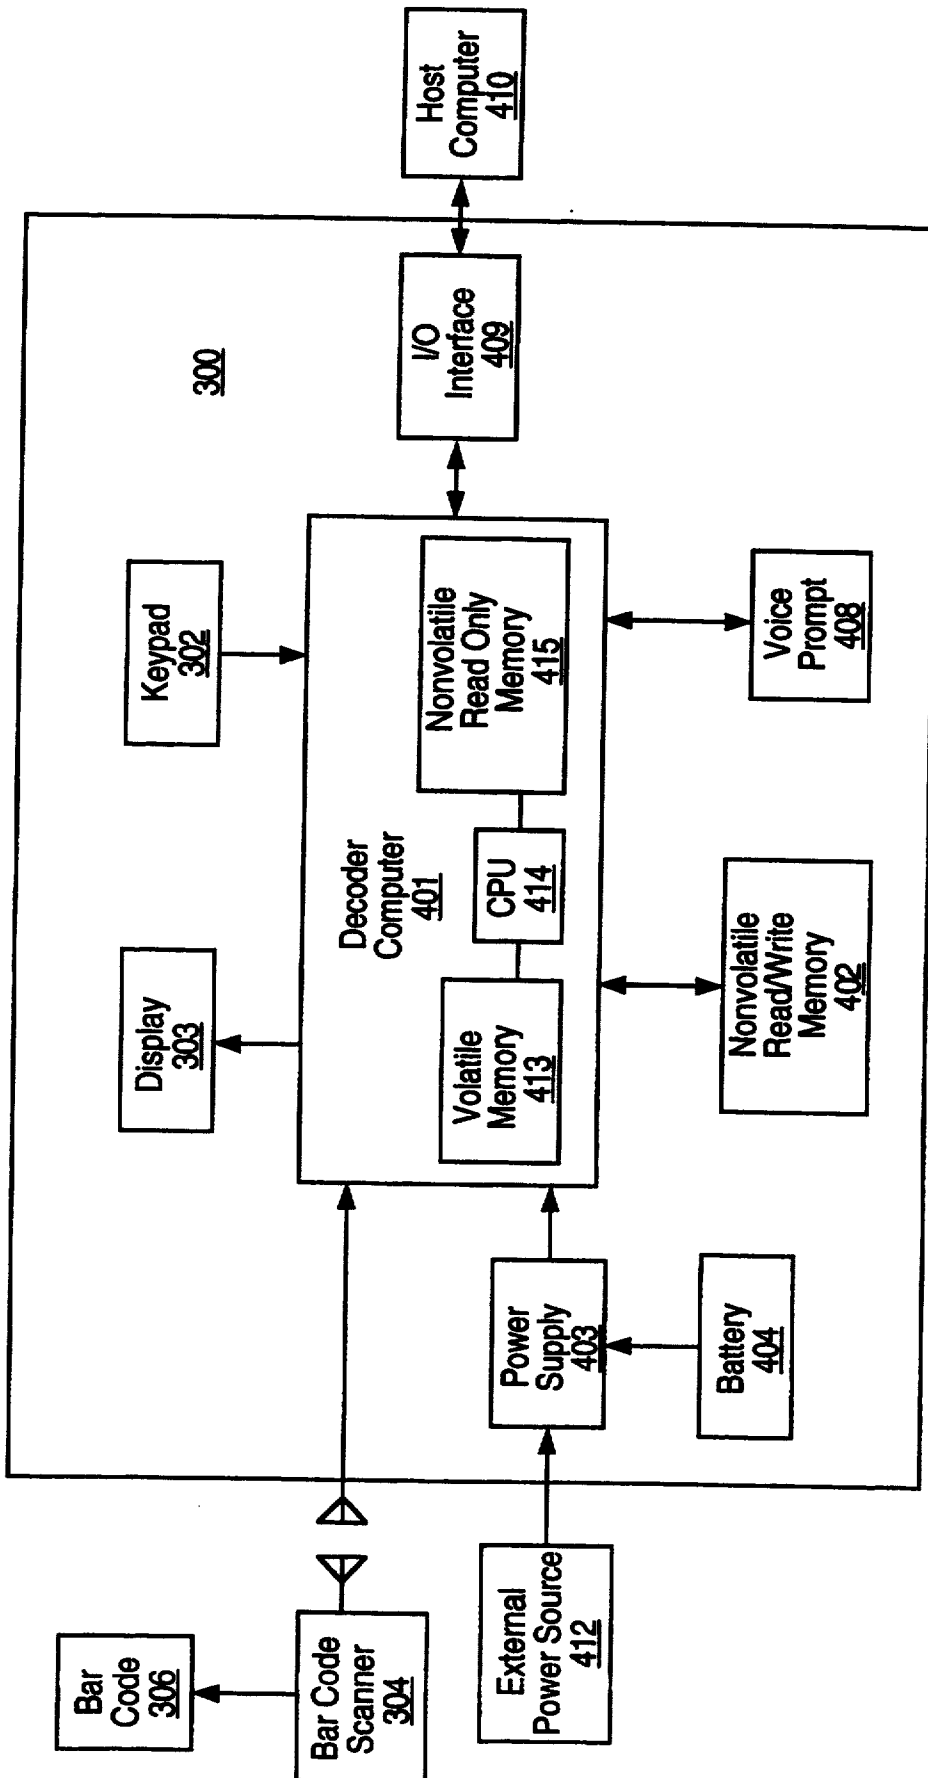 Bar
Code
306
Bar Code
Scanner
304
External
Power Source
412
Display
303
Keypad
302
300
Decoder
Computer
401
Volatile
Memory
413
CPU
414
Nonvolatile
Read Only
Memory
415
Power
Supply
403
Battery
404
Nonvolatile
Read/Write
Memory
402
Voice
Prompt
408
I/O
Interface
409
Host
Computer
410